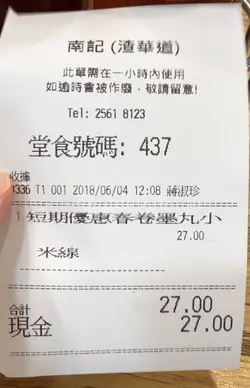 南記 (渣華道)
此單需在一小時內使用
如逾時會被作廢，敬請留意!
Tel: 2561 8123
堂食號碼: 437
收據
#336 T1 001 2018/06/04 12:08 蔣淑珍
1 短期優惠春卷墨丸小
27.00
米線
合計 27.00
現金 27.00